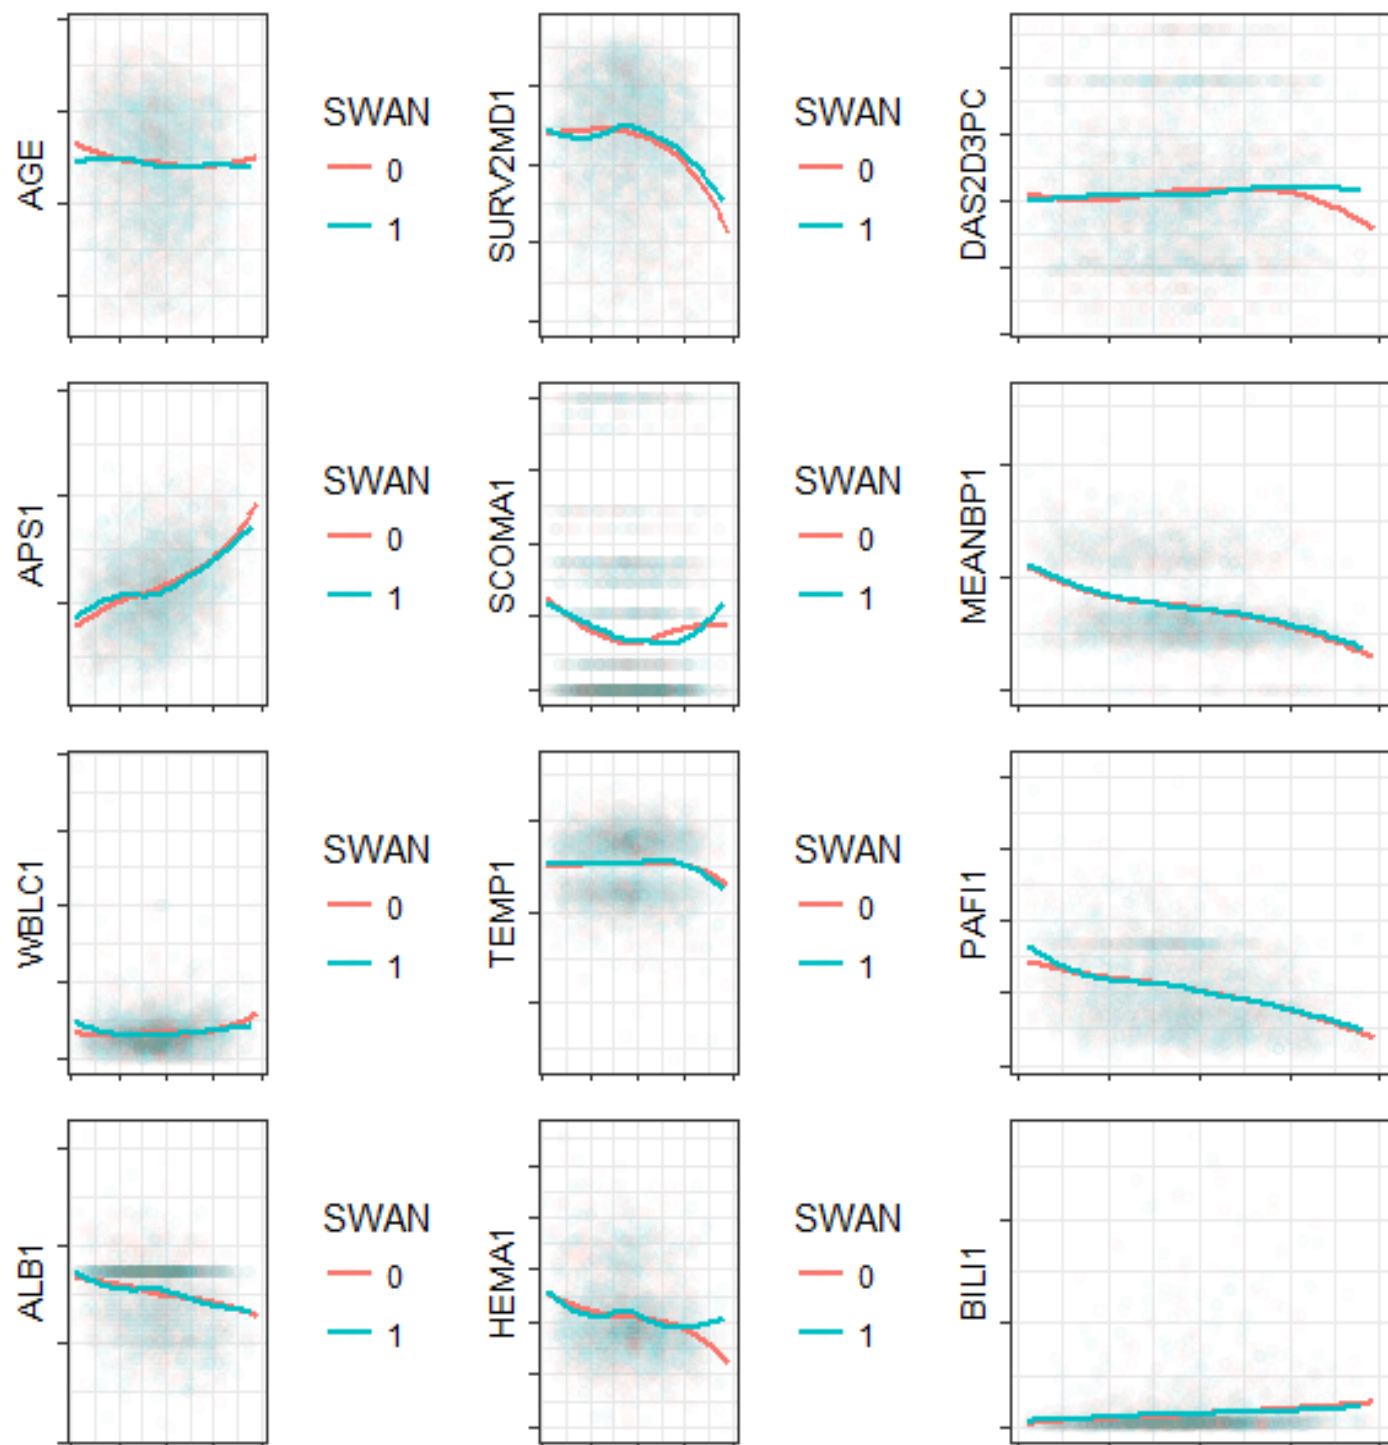 AGE
SWAN
0
1
SURV2MD1
SWAN
0
1
DAS2D3PC
APS1
SWAN
0
1
SCOMA1
SWAN
0
1
MEANBP1
WBLC1
SWAN
0
1
TEMP1
SWAN
0
1
PAFI1
ALB1
SWAN
0
1
HEMA1
SWAN
0
1
BILI1